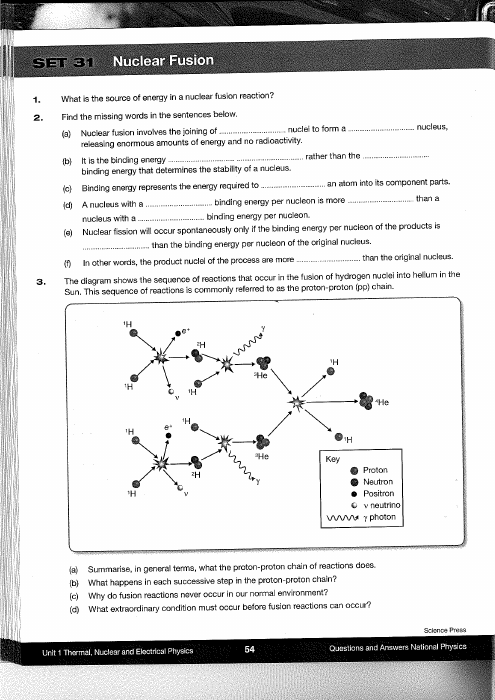 SET 31 Nuclear Fusion
1. What is the source of energy in a nuclear fusion reaction?
2. Find the missing words in the sentences below.
(a) Nuclear fusion involves the joining of .............................. nuclei to form a .............................. nucleus,
releasing enormous amounts of energy and no radioactivity.
(b) It is the binding energy .............................. .............................. rather than the ..............................
binding energy that determines the stability of a nucleus.
(c) Binding energy represents the energy required to .............................. an atom into its component parts.
(d) A nucleus with a .............................. binding energy per nucleon is more .............................. than a
nucleus with a .............................. binding energy per nucleon.
(e) Nuclear fission will occur spontaneously only if the binding energy per nucleon of the products is
.............................. than the binding energy per nucleon of the original nucleus.
(f) In other words, the product nuclei of the process are more .............................. than the original nucleus.
3. The diagram shows the sequence of reactions that occur in the fusion of hydrogen nuclei into helium in the
Sun. This sequence of reactions is commonly referred to as the proton-proton (pp) chain.
¹H
e⁺
²H
γ
¹H
ν
¹H
³He
¹H
⁴He
¹H
e⁺
¹H
¹H
ν
²H
³He
γ
¹H
Key
Proton
Neutron
Positron
ν neutrino
γ photon
(a) Summarise, in general terms, what the proton-proton chain of reactions does.
(b) What happens in each successive step in the proton-proton chain?
(c) Why do fusion reactions never occur in our normal environment?
(d) What extraordinary condition must occur before fusion reactions can occur?
Science Press
Unit 1 Thermal, Nuclear and Electrical Physics 54 Questions and Answers National Physics